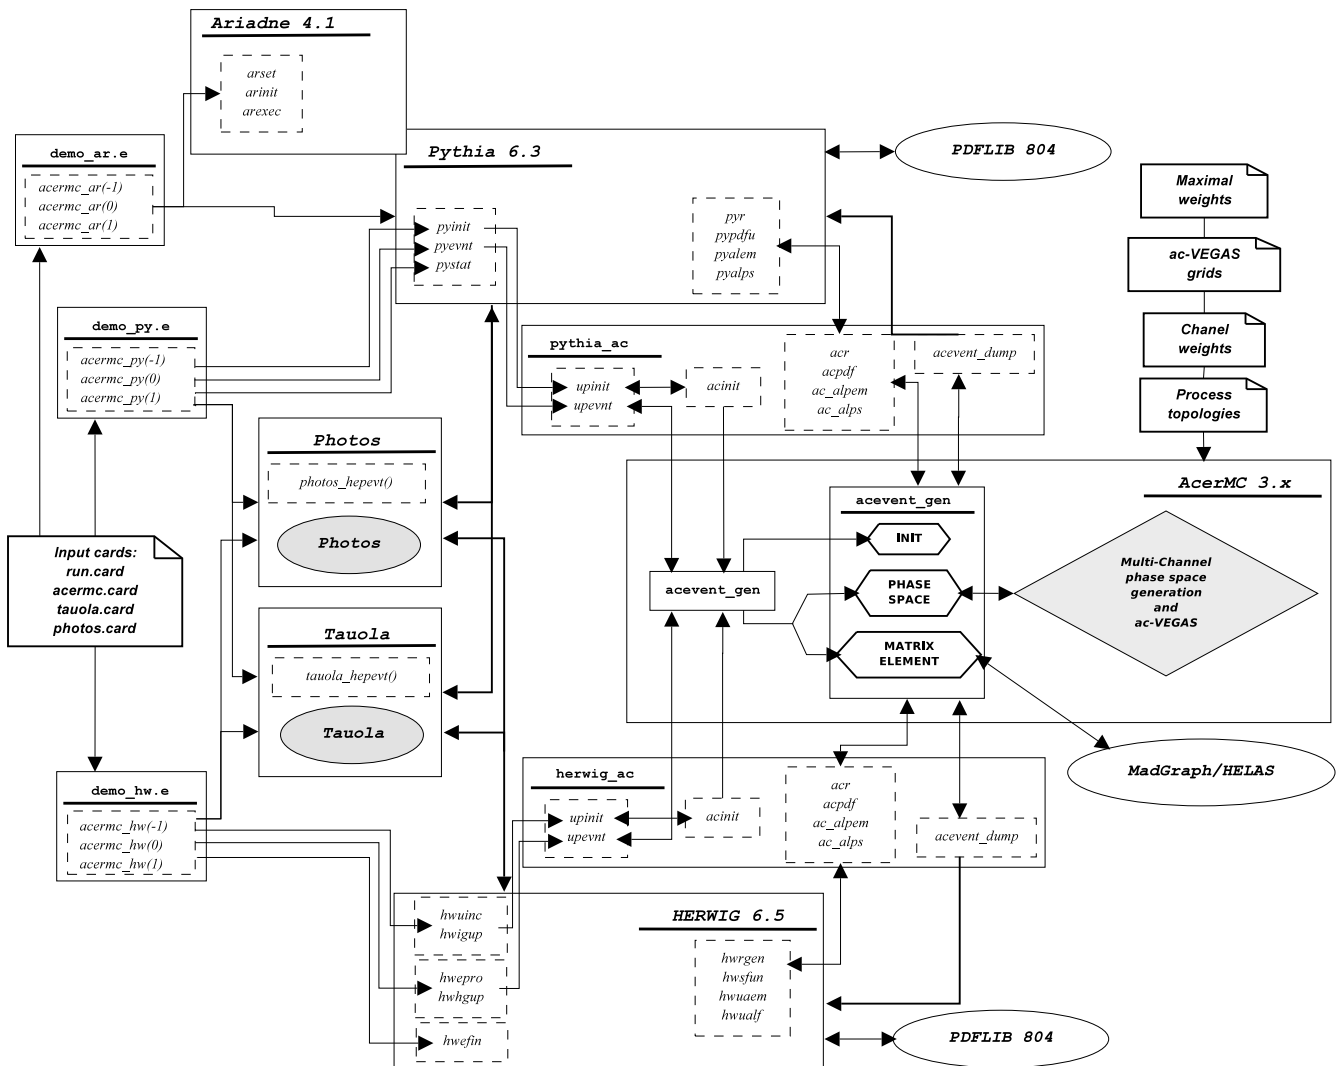 Ariadne 4.1
arset
arinit
arexec
demo_ar.e
acermc_ar(-1)
acermc_ar(0)
acermc_ar(1)
Pythia 6.3
pyinit
pyevnt
pystat
pyr
pypdfu
pyalem
pyalps
PDFLIB 804
Maximal
weights
ac-VEGAS
grids
Chanel
weights
Process
topologies
demo_py.e
acermc_py(-1)
acermc_py(0)
acermc_py(1)
pythia_ac
upinit
upevnt
acinit
acr
acpdf
ac_alpem
ac_alps
acevent_dump
Photos
photos_hepevt()
Photos
Input cards:
run.card
acermc.card
tauola.card
photos.card
Tauola
tauola_hepevt()
Tauola
AcerMC 3.x
acevent_gen
acevent_gen
INIT
PHASE
SPACE
MATRIX
ELEMENT
Multi-Channel
phase space
generation
and
ac-VEGAS
MadGraph/HELAS
demo_hw.e
acermc_hw(-1)
acermc_hw(0)
acermc_hw(1)
herwig_ac
upinit
upevnt
acinit
acr
acpdf
ac_alpem
ac_alps
acevent_dump
HERWIG 6.5
hwuinc
hwigup
hwepro
hwhgup
hwefin
hwrgen
hwsfun
hwuaem
hwualf
PDFLIB 804